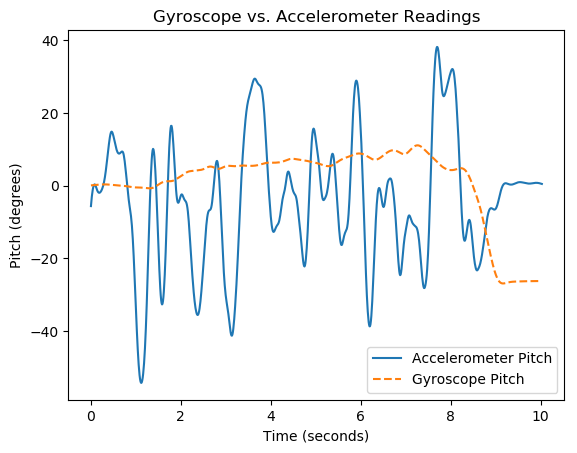 Gyroscope vs. Accelerometer Readings
40
20
0
−20
−40
Pitch (degrees)
0 2 4 6 8 10
Time (seconds)
Accelerometer Pitch
Gyroscope Pitch